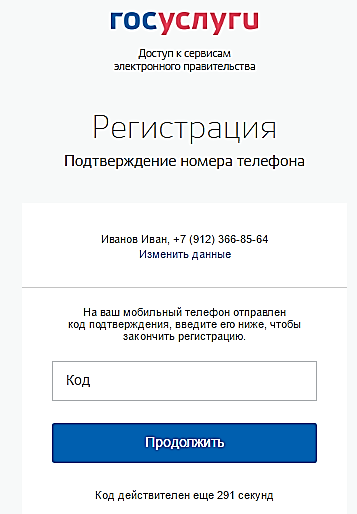 госуслуги
Доступ к сервисам
электронного правительства
Регистрация
Подтверждение номера телефона
Иванов Иван, +7 (912) 366-85-64
Изменить данные
На ваш мобильный телефон отправлен
код подтверждения, введите его ниже, чтобы
закончить регистрацию.
Код
Продолжить
Код действителен еще 291 секунд